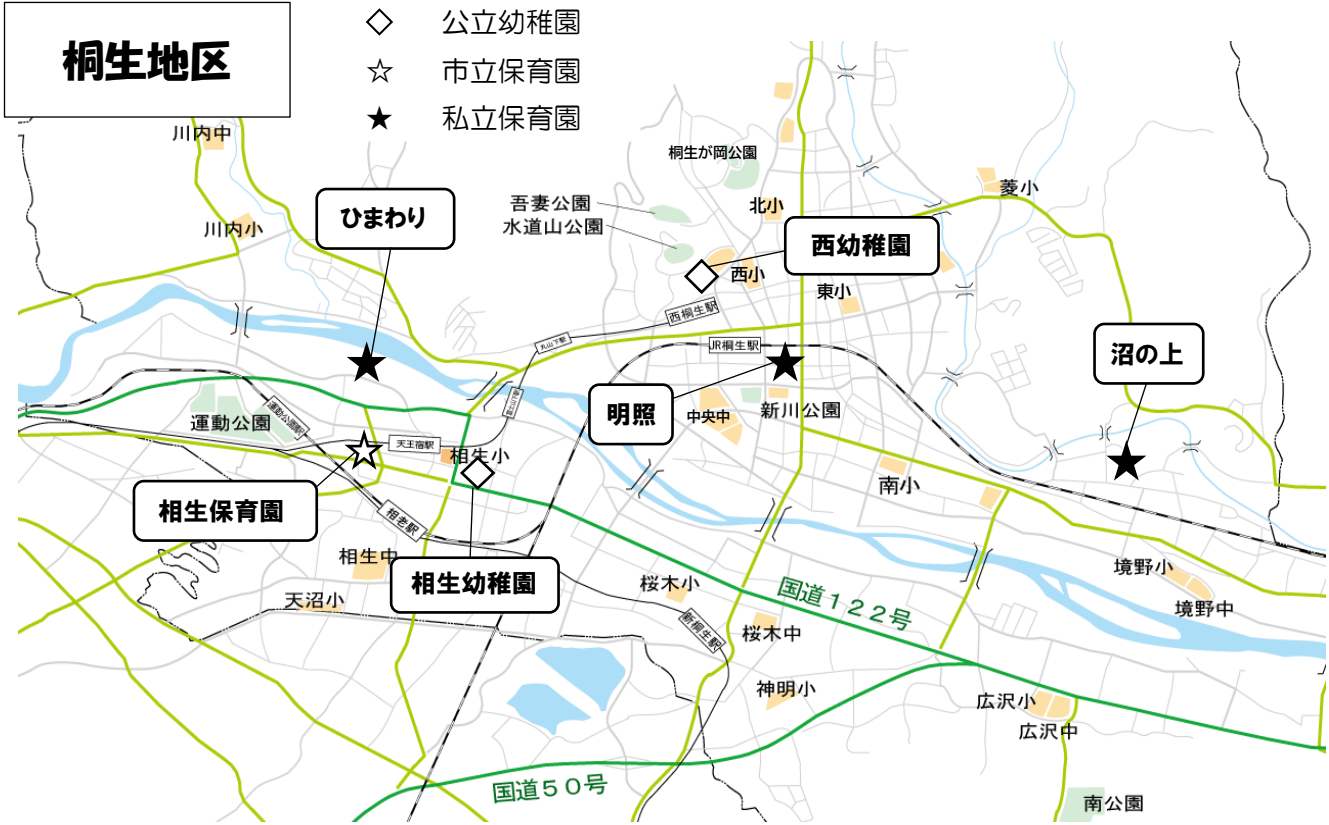 桐生地区
公立幼稚園
市立保育園
私立保育園
川内中
桐生が岡公園
菱小
吾妻公園
北小
ひまわり
水道山公園
川内小
西幼稚園
西小
東小
西桐生駅
丸山下駅
JR桐生駅
沼の上
明照
新川公園
中央中
運動公園
運動公園駅
天王宿駅
相生小
南小
相生保育園
相老駅
相生中
相生幼稚園
桜木小
国道122号
境野小
境野中
天沼小
新桐生駅
桜木中
神明小
広沢小
広沢中
国道50号
南公園